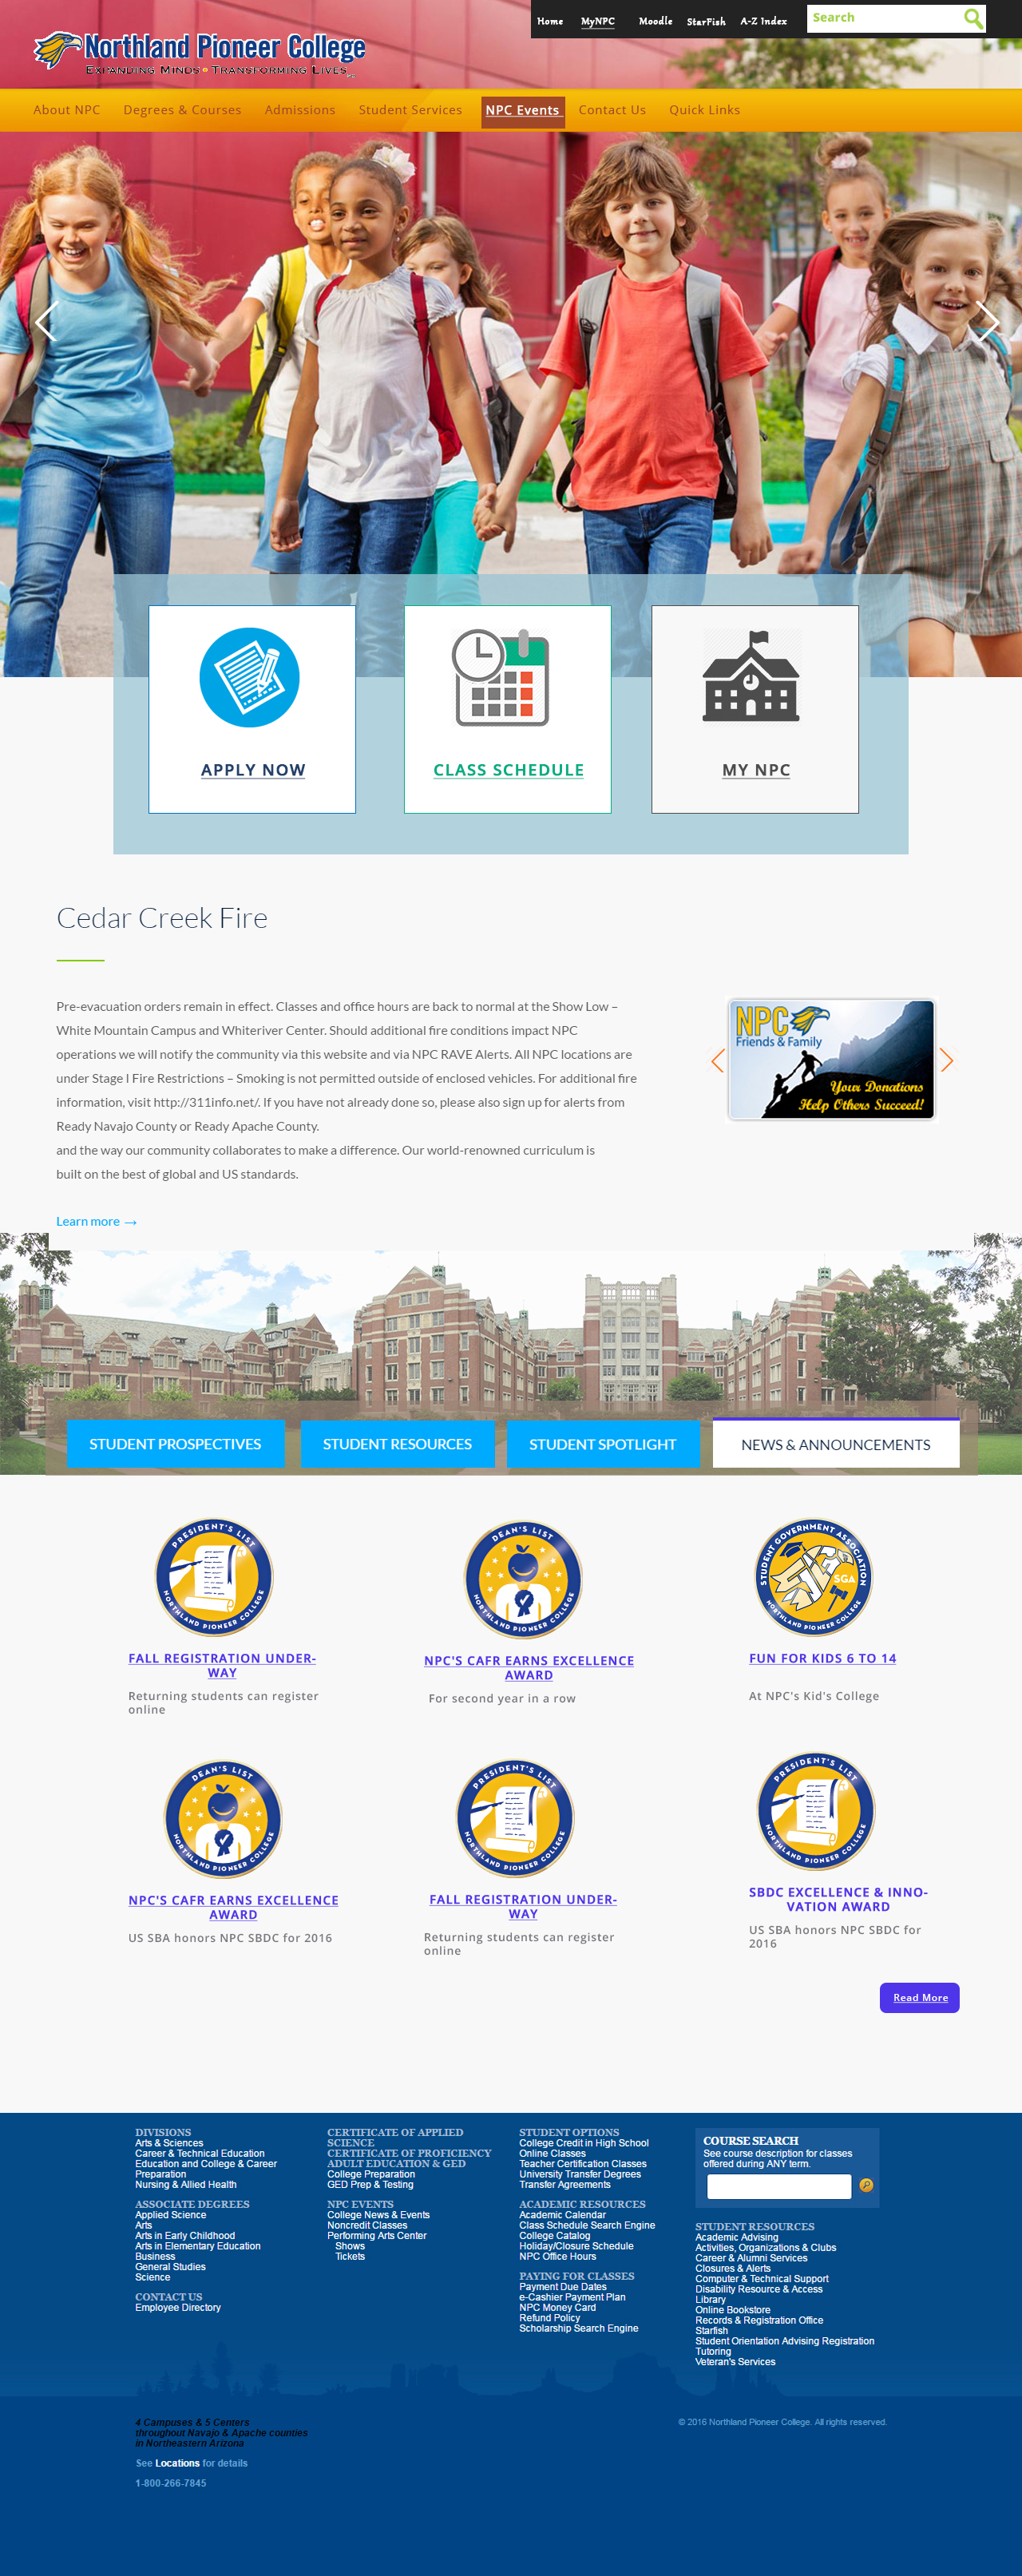 Home MyNPC Moodle StarFish A-Z Index Search
Northland Pioneer College
Expanding Minds • Transforming Lives
About NPC Degrees & Courses Admissions Student Services NPC Events Contact Us Quick Links
APPLY NOW
CLASS SCHEDULE
MY NPC
Cedar Creek Fire
Pre-evacuation orders remain in effect. Classes and office hours are back to normal at the Show Low –
White Mountain Campus and Whiteriver Center. Should additional fire conditions impact NPC
operations we will notify the community via this website and via NPC RAVE Alerts. All NPC locations are
under Stage I Fire Restrictions – Smoking is not permitted outside of enclosed vehicles. For additional fire
information, visit http://311info.net/. If you have not already done so, please also sign up for alerts from
Ready Navajo County or Ready Apache County.
and the way our community collaborates to make a difference. Our world-renowned curriculum is
built on the best of global and US standards.
Learn more →
NPC
Friends & Family
Your Donations
Help Others Succeed!
STUDENT PROSPECTIVES
STUDENT RESOURCES
STUDENT SPOTLIGHT
NEWS & ANNOUNCEMENTS
PRESIDENT'S LIST
NORTHLAND PIONEER COLLEGE
FALL REGISTRATION UNDER-
WAY
Returning students can register
online
DEAN'S LIST
NORTHLAND PIONEER COLLEGE
NPC'S CAFR EARNS EXCELLENCE
AWARD
For second year in a row
STUDENT GOVERNMENT ASSOCIATION
SGA
NORTHLAND PIONEER COLLEGE
FUN FOR KIDS 6 TO 14
At NPC's Kid's College
DEAN'S LIST
NORTHLAND PIONEER COLLEGE
NPC'S CAFR EARNS EXCELLENCE
AWARD
US SBA honors NPC SBDC for 2016
PRESIDENT'S LIST
NORTHLAND PIONEER COLLEGE
FALL REGISTRATION UNDER-
WAY
Returning students can register
online
PRESIDENT'S LIST
NORTHLAND PIONEER COLLEGE
SBDC EXCELLENCE & INNO-
VATION AWARD
US SBA honors NPC SBDC for
2016
Read More
DIVISIONS
Arts & Sciences
Career & Technical Education
Education and College & Career
Preparation
Nursing & Allied Health
ASSOCIATE DEGREES
Applied Science
Arts
Arts in Early Childhood
Arts in Elementary Education
Business
General Studies
Science
CONTACT US
Employee Directory
CERTIFICATE OF APPLIED
SCIENCE
CERTIFICATE OF PROFICIENCY
ADULT EDUCATION & GED
College Preparation
GED Prep & Testing
NPC EVENTS
College News & Events
Noncredit Classes
Performing Arts Center
Shows
Tickets
STUDENT OPTIONS
College Credit in High School
Online Classes
Teacher Certification Classes
University Transfer Degrees
Transfer Agreements
ACADEMIC RESOURCES
Academic Calendar
Class Schedule Search Engine
College Catalog
Holiday/Closure Schedule
NPC Office Hours
PAYING FOR CLASSES
Payment Due Dates
e-Cashier Payment Plan
NPC Money Card
Refund Policy
Scholarship Search Engine
COURSE SEARCH
See course description for classes
offered during ANY term.
STUDENT RESOURCES
Academic Advising
Activities, Organizations & Clubs
Career & Alumni Services
Closures & Alerts
Computer & Technical Support
Disability Resource & Access
Library
Online Bookstore
Records & Registration Office
Starfish
Student Orientation Advising Registration
Tutoring
Veteran's Services
4 Campuses & 5 Centers
throughout Navajo & Apache counties
in Northeastern Arizona
See Locations for details
1-800-266-7845
© 2016 Northland Pioneer College. All rights reserved.